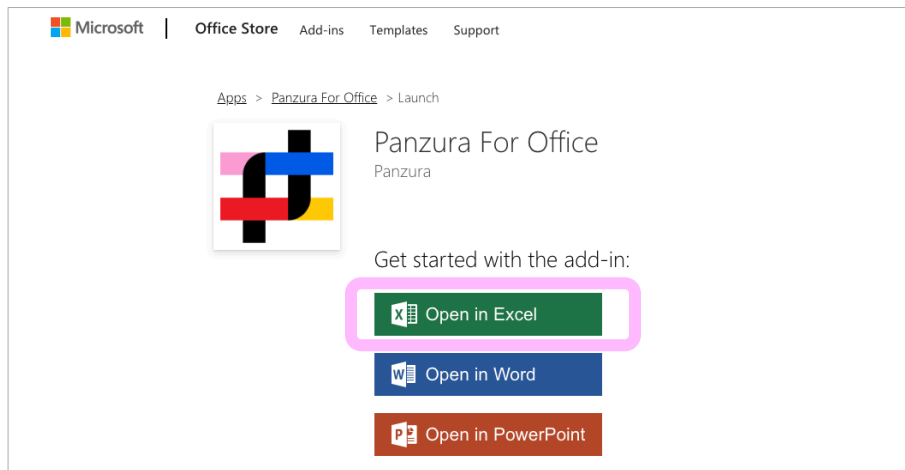 Microsoft | Office Store Add-ins Templates Support
Apps > Panzura For Office > Launch
Panzura For Office
Panzura
Get started with the add-in:
Open in Excel
Open in Word
Open in PowerPoint